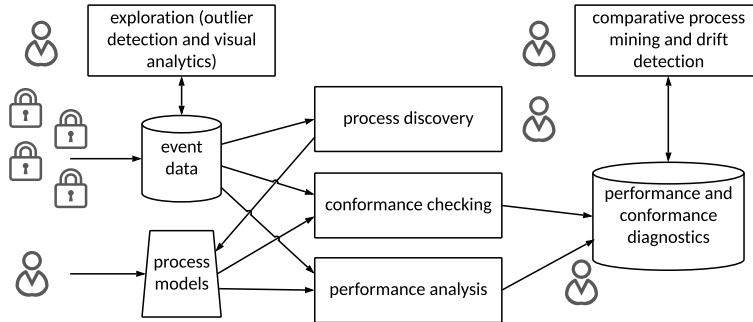 exploration (outlier
detection and visual
analytics)
comparative process
mining and drift
detection
process discovery
event
data
conformance checking
performance and
conformance
diagnostics
process
models
performance analysis